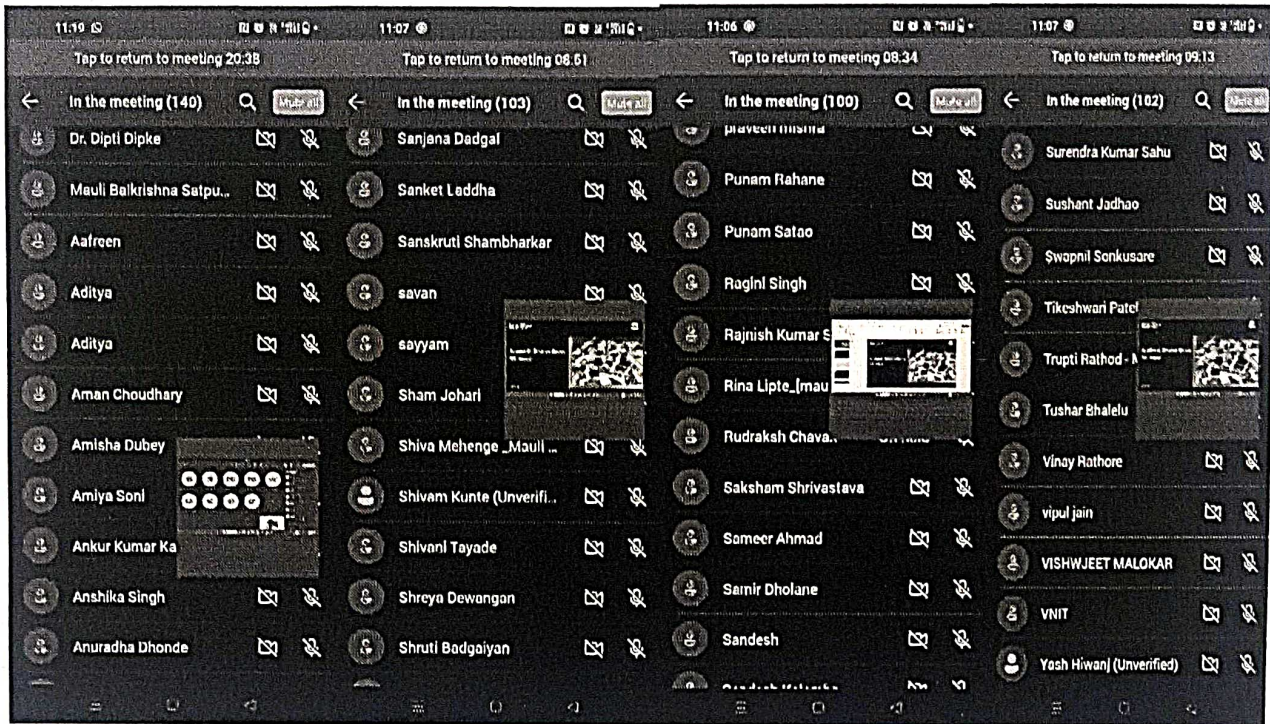 11:19
Tap to return to meeting 20:38
In the meeting (140)
Mute all
Dr. Dipti Dipke
Mauli Balkrishna Satpu...
Aafreen
Aditya
Aditya
Aman Choudhary
Amisha Dubey
Amiya Soni
Ankur Kumar Ka
Anshika Singh
Anuradha Dhonde
11:07
Tap to return to meeting 08:51
In the meeting (103)
Mute all
Sanjana Dadgal
Sanket Laddha
Sanskruti Shambharkar
savan
sayyam
Sham Johari
Shiva Mehenge _Mauli ...
Shivam Kunte (Unverifi...
Shivani Tayade
Shreya Dewangan
Shruti Badgaiyan
11:06
Tap to return to meeting 08:34
In the meeting (100)
Mute all
praveen mishra
Punam Rahane
Punam Satao
Ragini Singh
Rajnish Kumar S
Rina Lipte_[mau
Rudraksh Chava
Saksham Shrivastava
Sameer Ahmad
Samir Dholane
Sandesh
11:07
Tap to return to meeting 09:13
In the meeting (102)
Mute all
Surendra Kumar Sahu
Sushant Jadhao
Swapnil Sonkusare
Tikeshwari Patel
Trupti Rathod -
Tushar Bhalelu
Vinay Rathore
vipul jain
VISHWJEET MALOKAR
VNIT
Yash Hiwanj (Unverified)